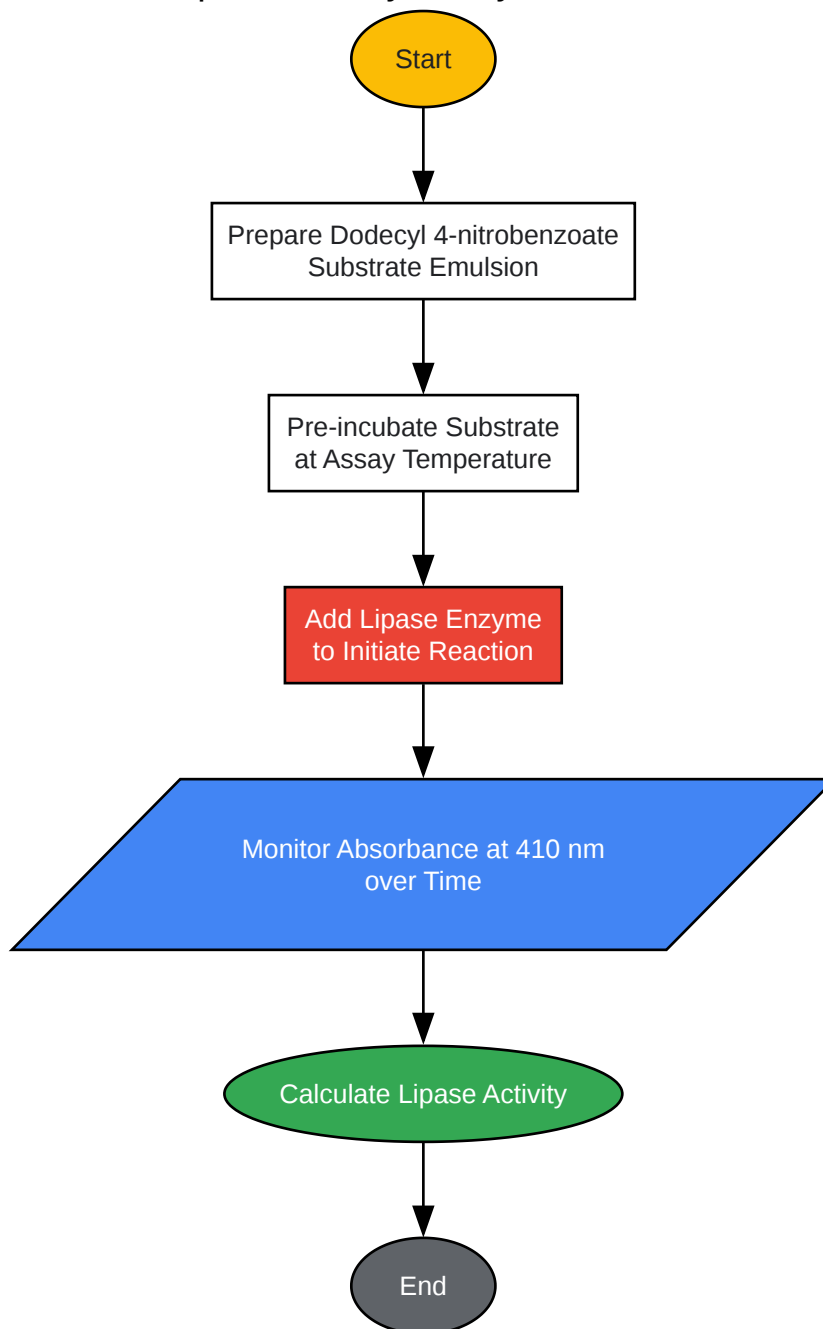 Start
Prepare Dodecyl 4-nitrobenzoate
Substrate Emulsion
Pre-incubate Substrate
at Assay Temperature
Add Lipase Enzyme
to Initiate Reaction
Monitor Absorbance at 410 nm
over Time
Calculate Lipase Activity
End